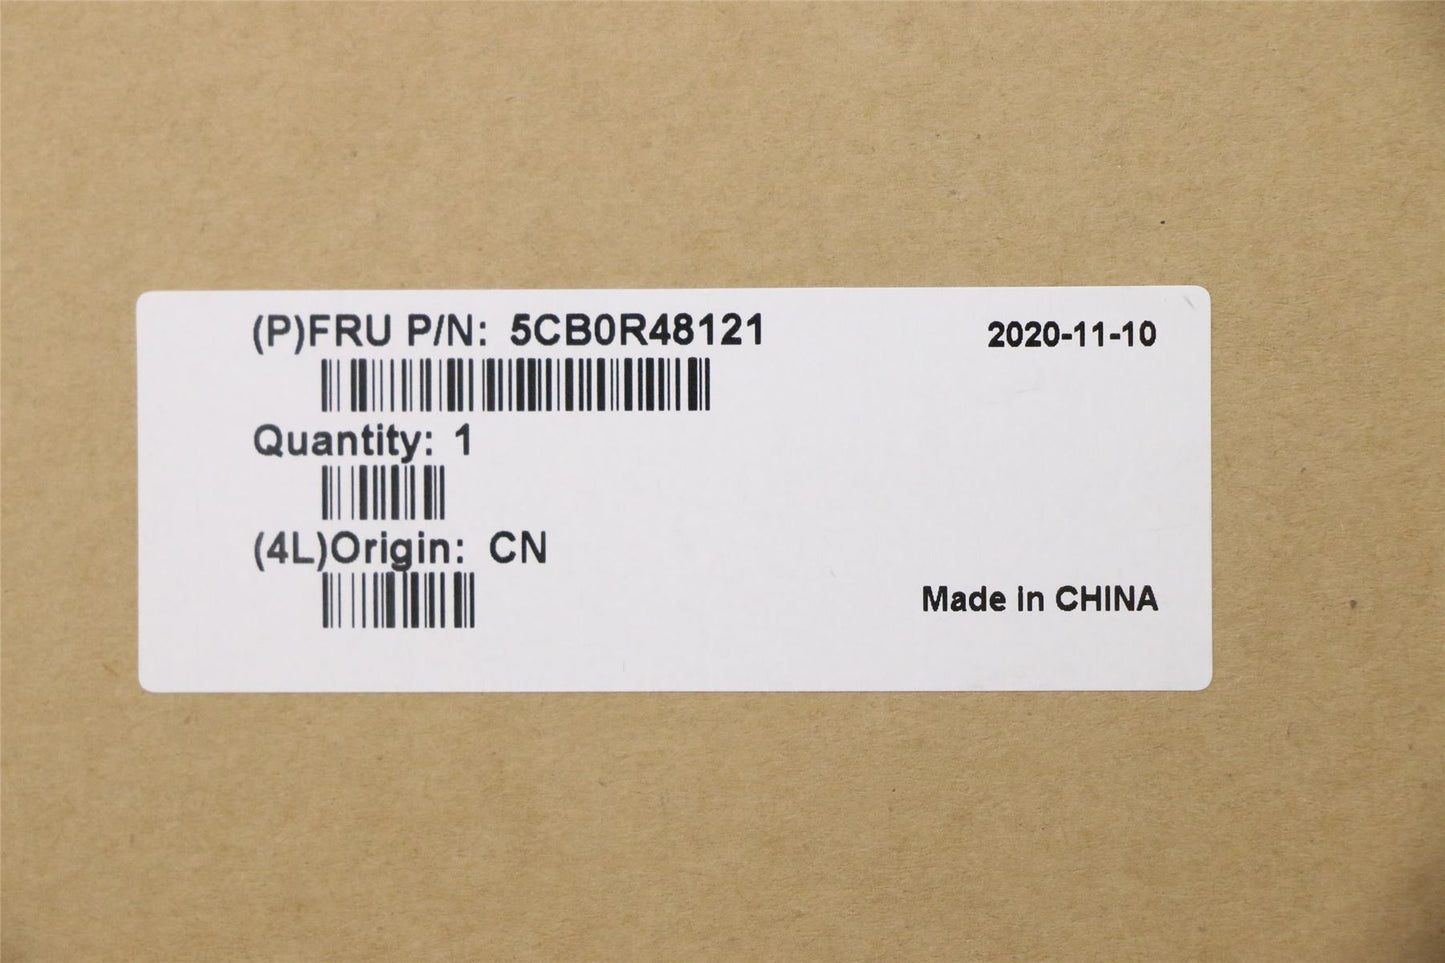 (P)FRU P/N: 5CB0R48121
2020-11-10
Quantity: 1
(4L)Origin: CN
Made in CHINA